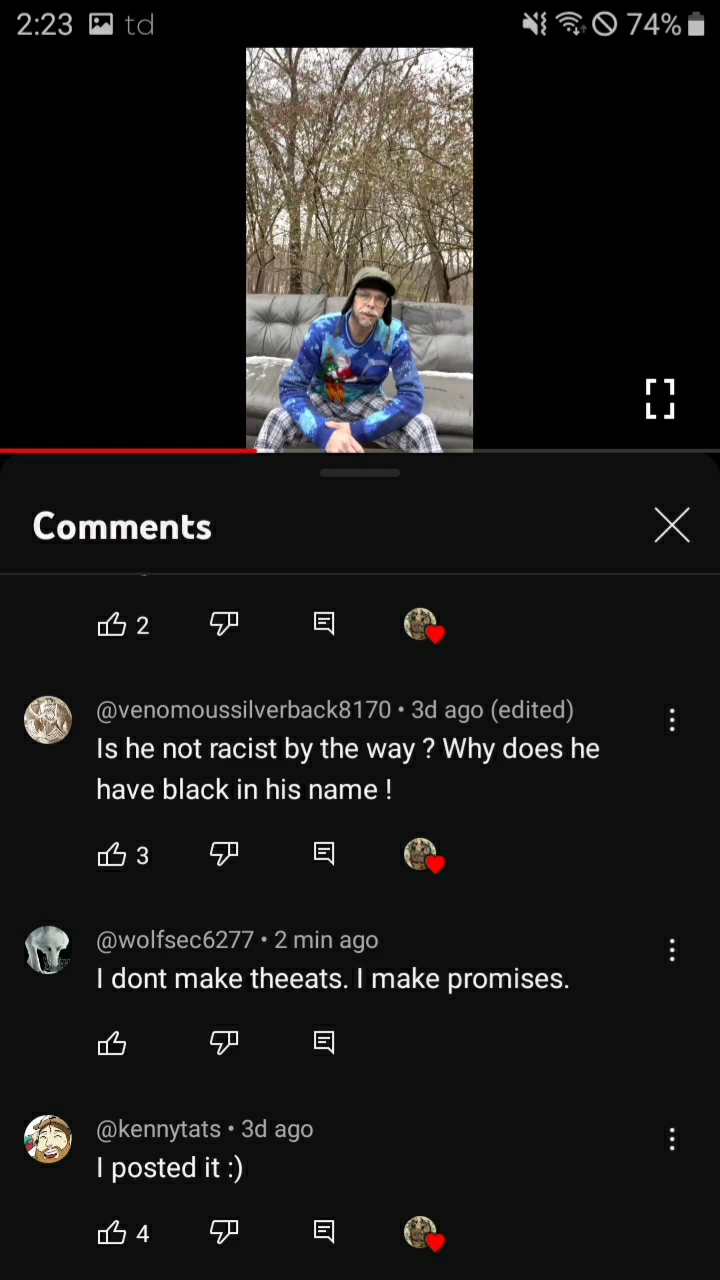 2:23 td 74%
Comments
2
@venomoussilverback8170 • 3d ago (edited)
Is he not racist by the way ? Why does he
have black in his name !
3
@wolfsec6277 • 2 min ago
I dont make theeats. I make promises.
@kennytats • 3d ago
I posted it :)
4